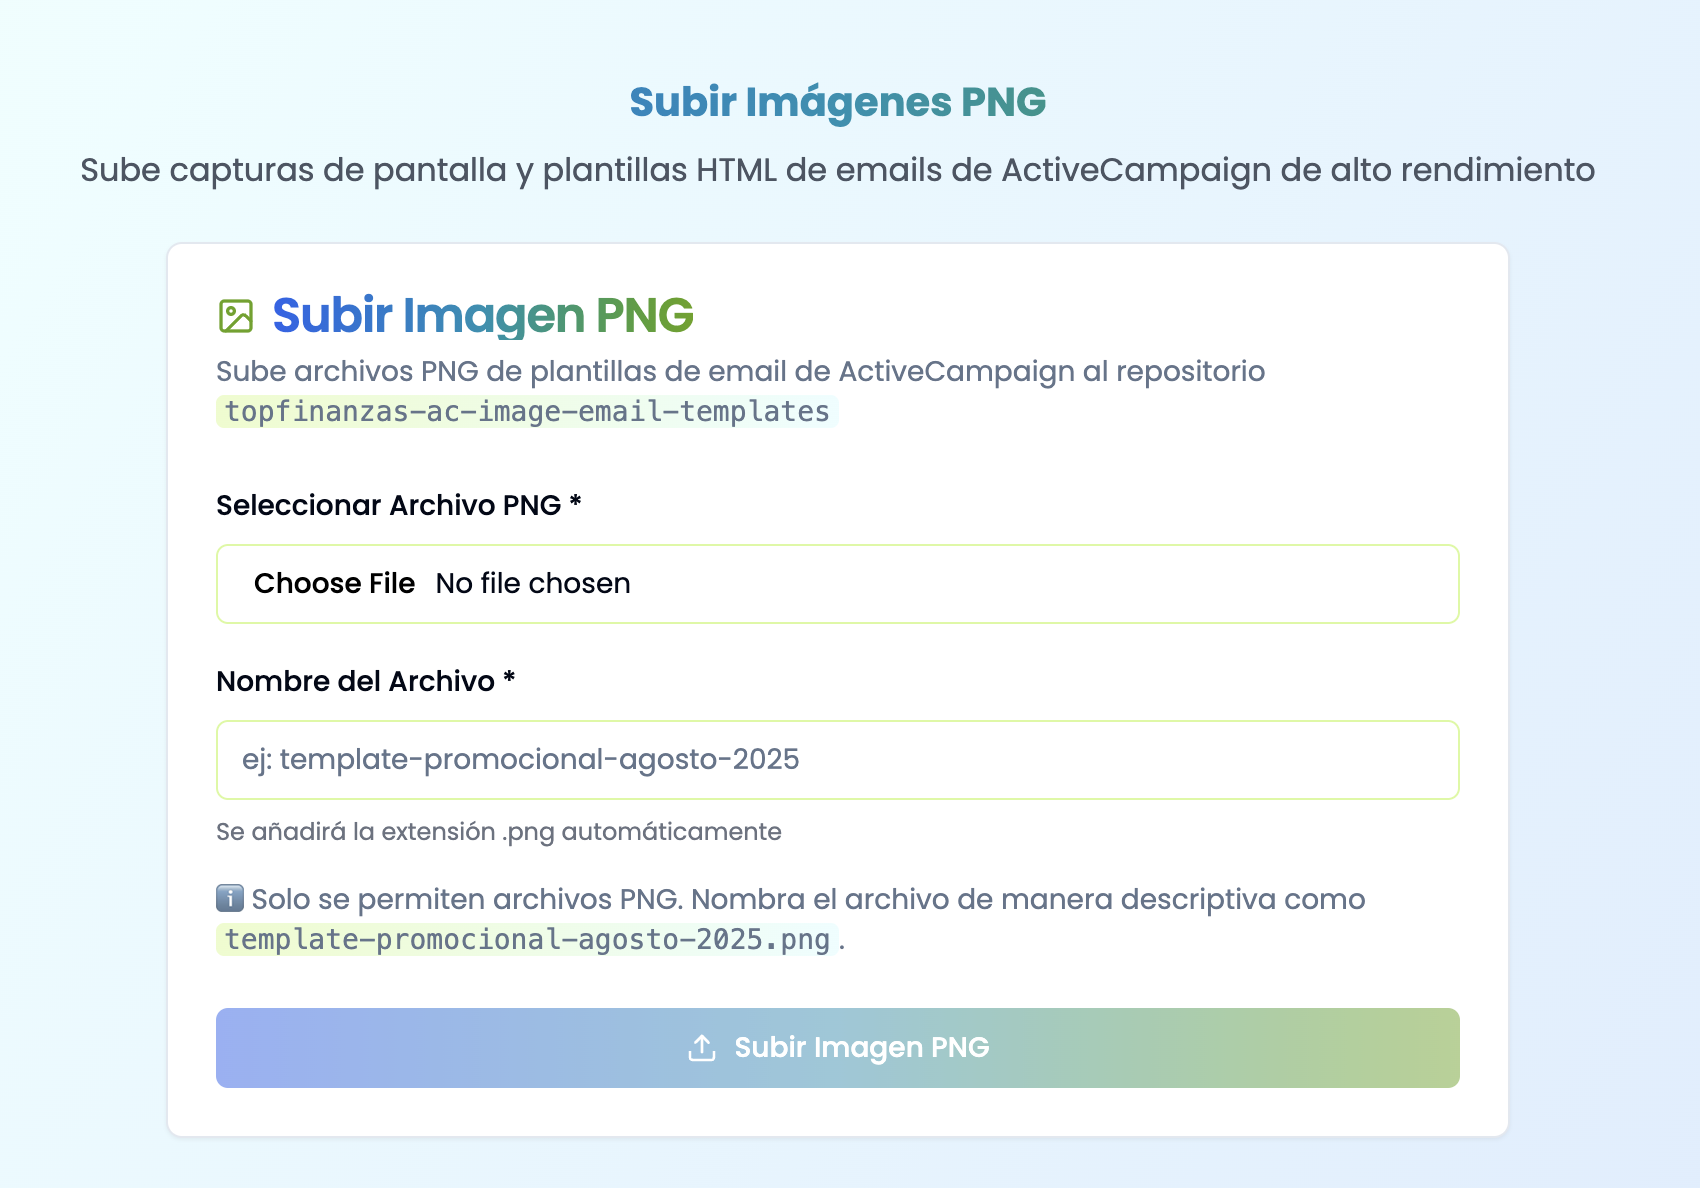 Subir Imágenes PNG
Sube capturas de pantalla y plantillas HTML de emails de ActiveCampaign de alto rendimiento
Subir Imagen PNG
Sube archivos PNG de plantillas de email de ActiveCampaign al repositorio
topfinanzas-ac-image-email-templates
Seleccionar Archivo PNG *
Choose File No file chosen
Nombre del Archivo *
ej: template-promocional-agosto-2025
Se añadirá la extensión .png automáticamente
ℹ️ Solo se permiten archivos PNG. Nombra el archivo de manera descriptiva como
template-promocional-agosto-2025.png.
Subir Imagen PNG